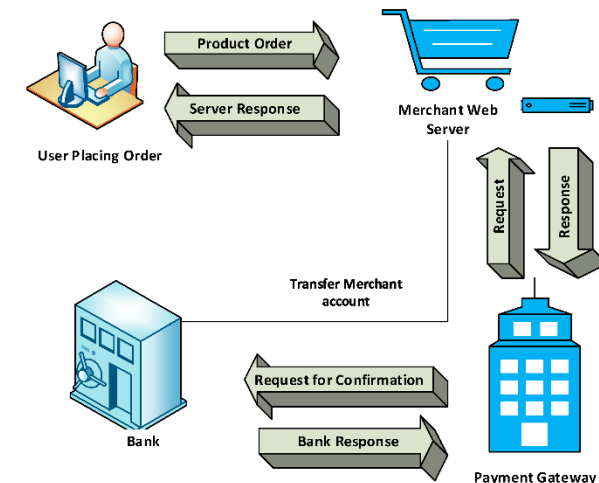 Product Order
Server Response
User Placing Order
Merchant Web
Server
Request
Response
Transfer Merchant
account
Request for Confirmation
Bank Response
Bank
Payment Gateway